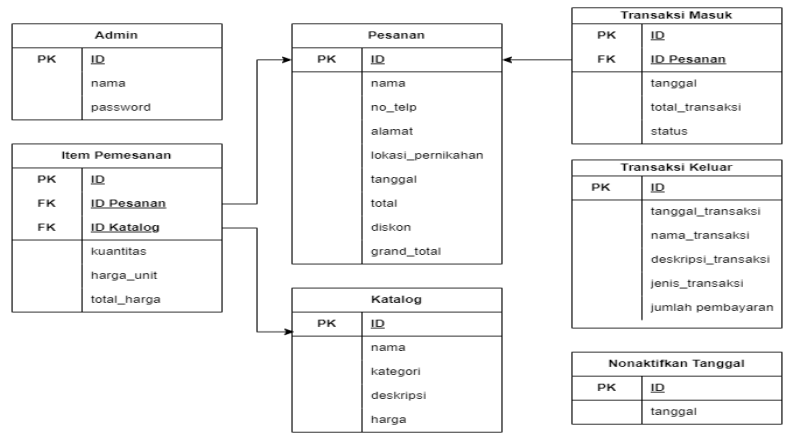 Admin
PK ID
nama
password
Item Pemesanan
PK ID
FK ID Pesanan
FK ID Katalog
kuantitas
harga_unit
total_harga
Pesanan
PK ID
nama
no_telp
alamat
lokasi_pernikahan
tanggal
total
diskon
grand_total
Katalog
PK ID
nama
kategori
deskripsi
harga
Transaksi Masuk
PK ID
FK ID Pesanan
tanggal
total_transaksi
status
Transaksi Keluar
PK ID
tanggal_transaksi
nama_transaksi
deskripsi_transaksi
jenis_transaksi
jumlah pembayaran
Nonaktifkan Tanggal
PK ID
tanggal